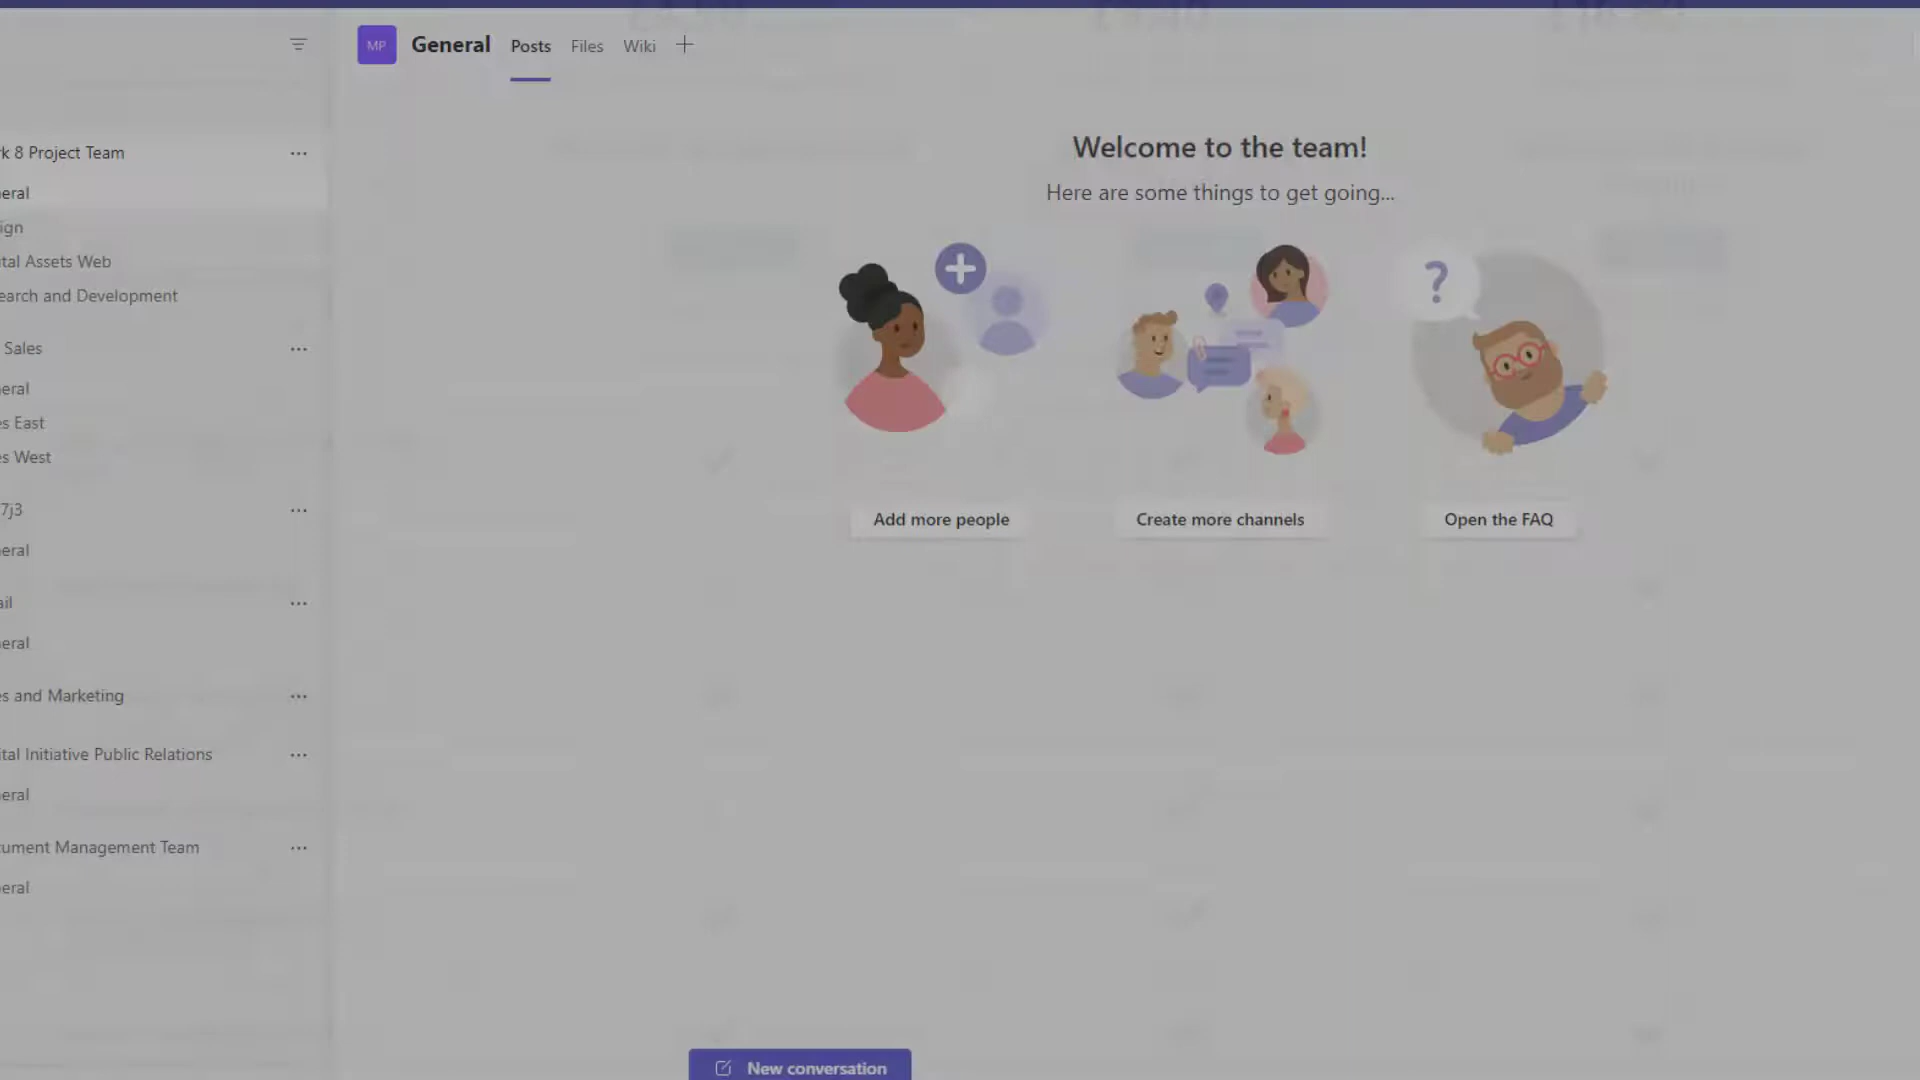 MP General Posts Files Wiki
k 8 Project Team
eral
ign
tal Assets Web
earch and Development
Sales
eral
s East
s West
7j3
eral
ail
eral
s and Marketing
tal Initiative Public Relations
eral
ument Management Team
eral
Welcome to the team!
Here are some things to get going...
?
Add more people
Create more channels
Open the FAQ
New conversation